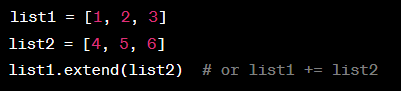 list1 = [1, 2, 3]
list2 = [4, 5, 6]
list1.extend(list2)  # or list1 += list2